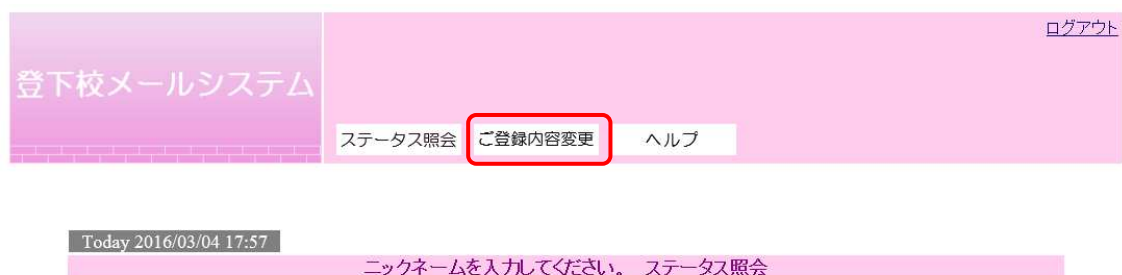 ログアウト
登下校メールシステム
ステータス照会 ご登録内容変更 ヘルプ
Today 2016/03/04 17:57
ニックネームを入力してください。 ステータス照会